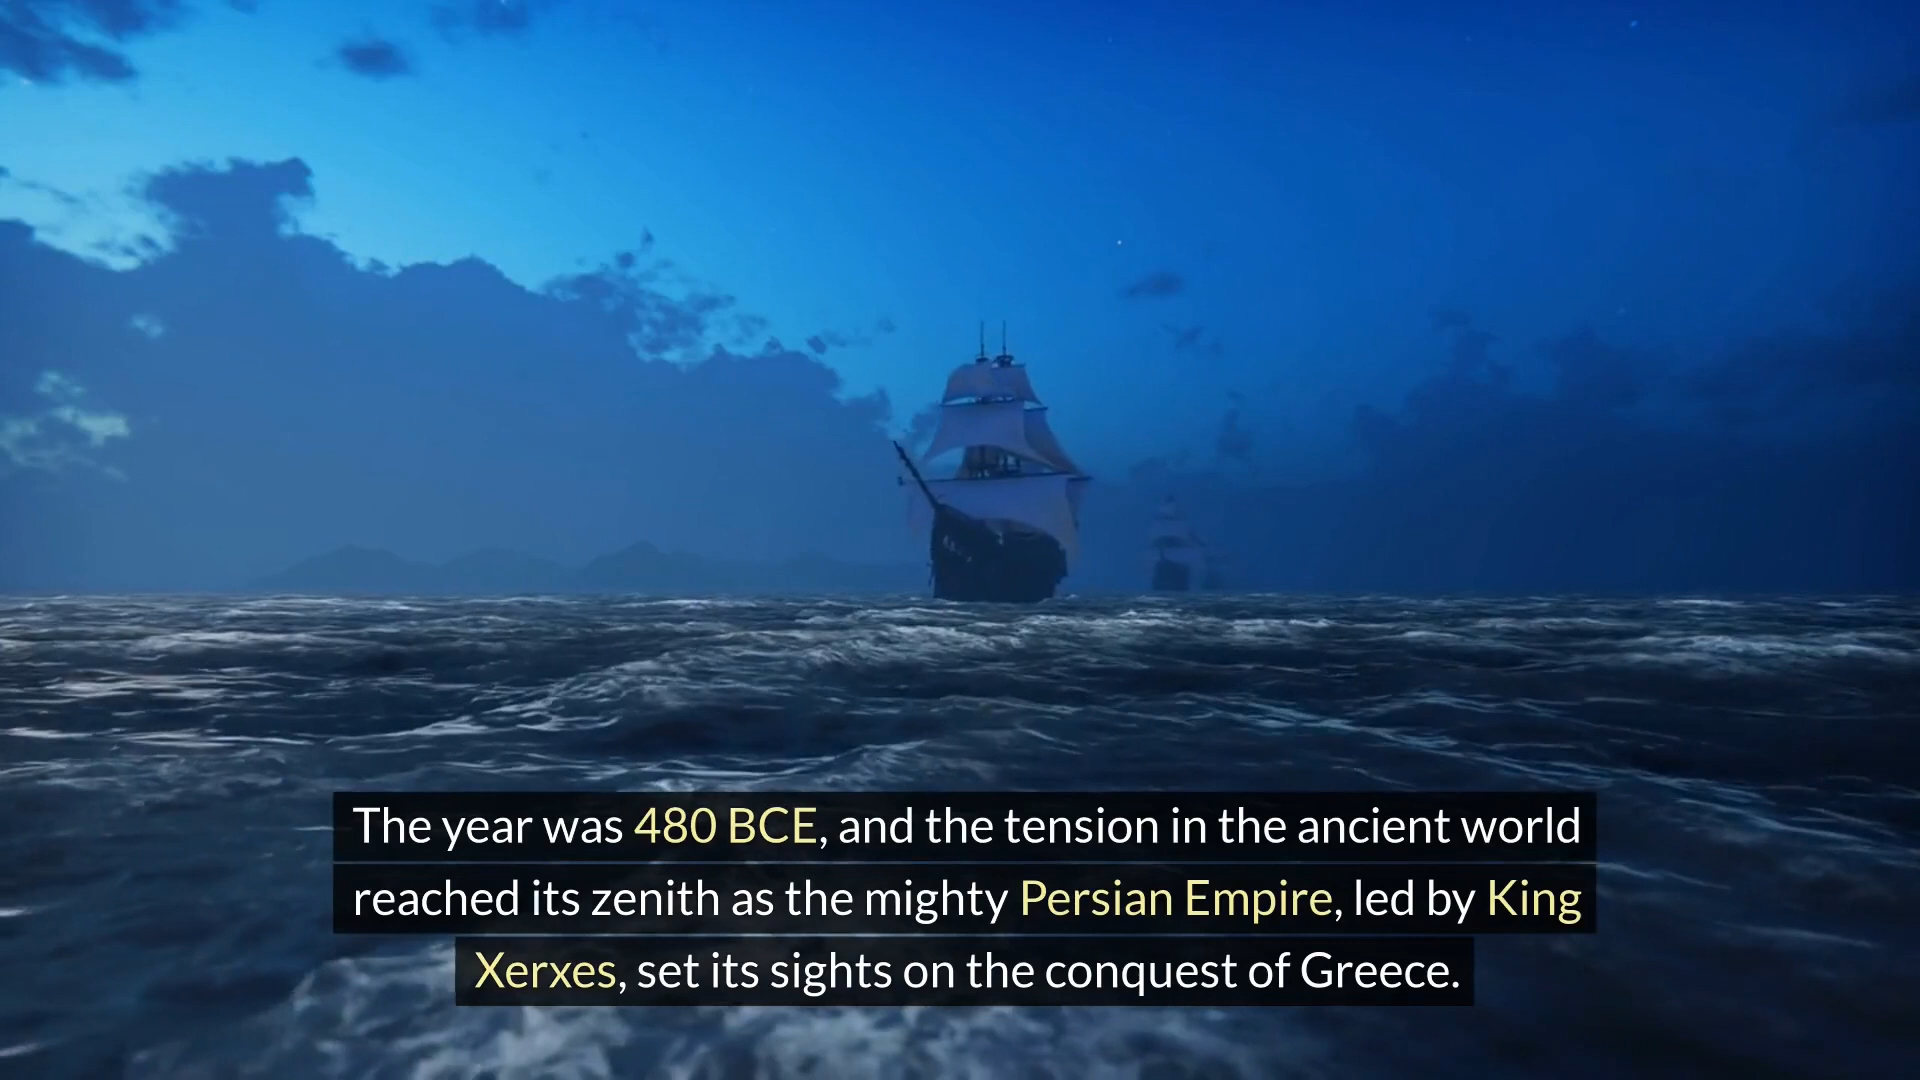 The year was 480 BCE, and the tension in the ancient world
reached its zenith as the mighty Persian Empire, led by King
Xerxes, set its sights on the conquest of Greece.